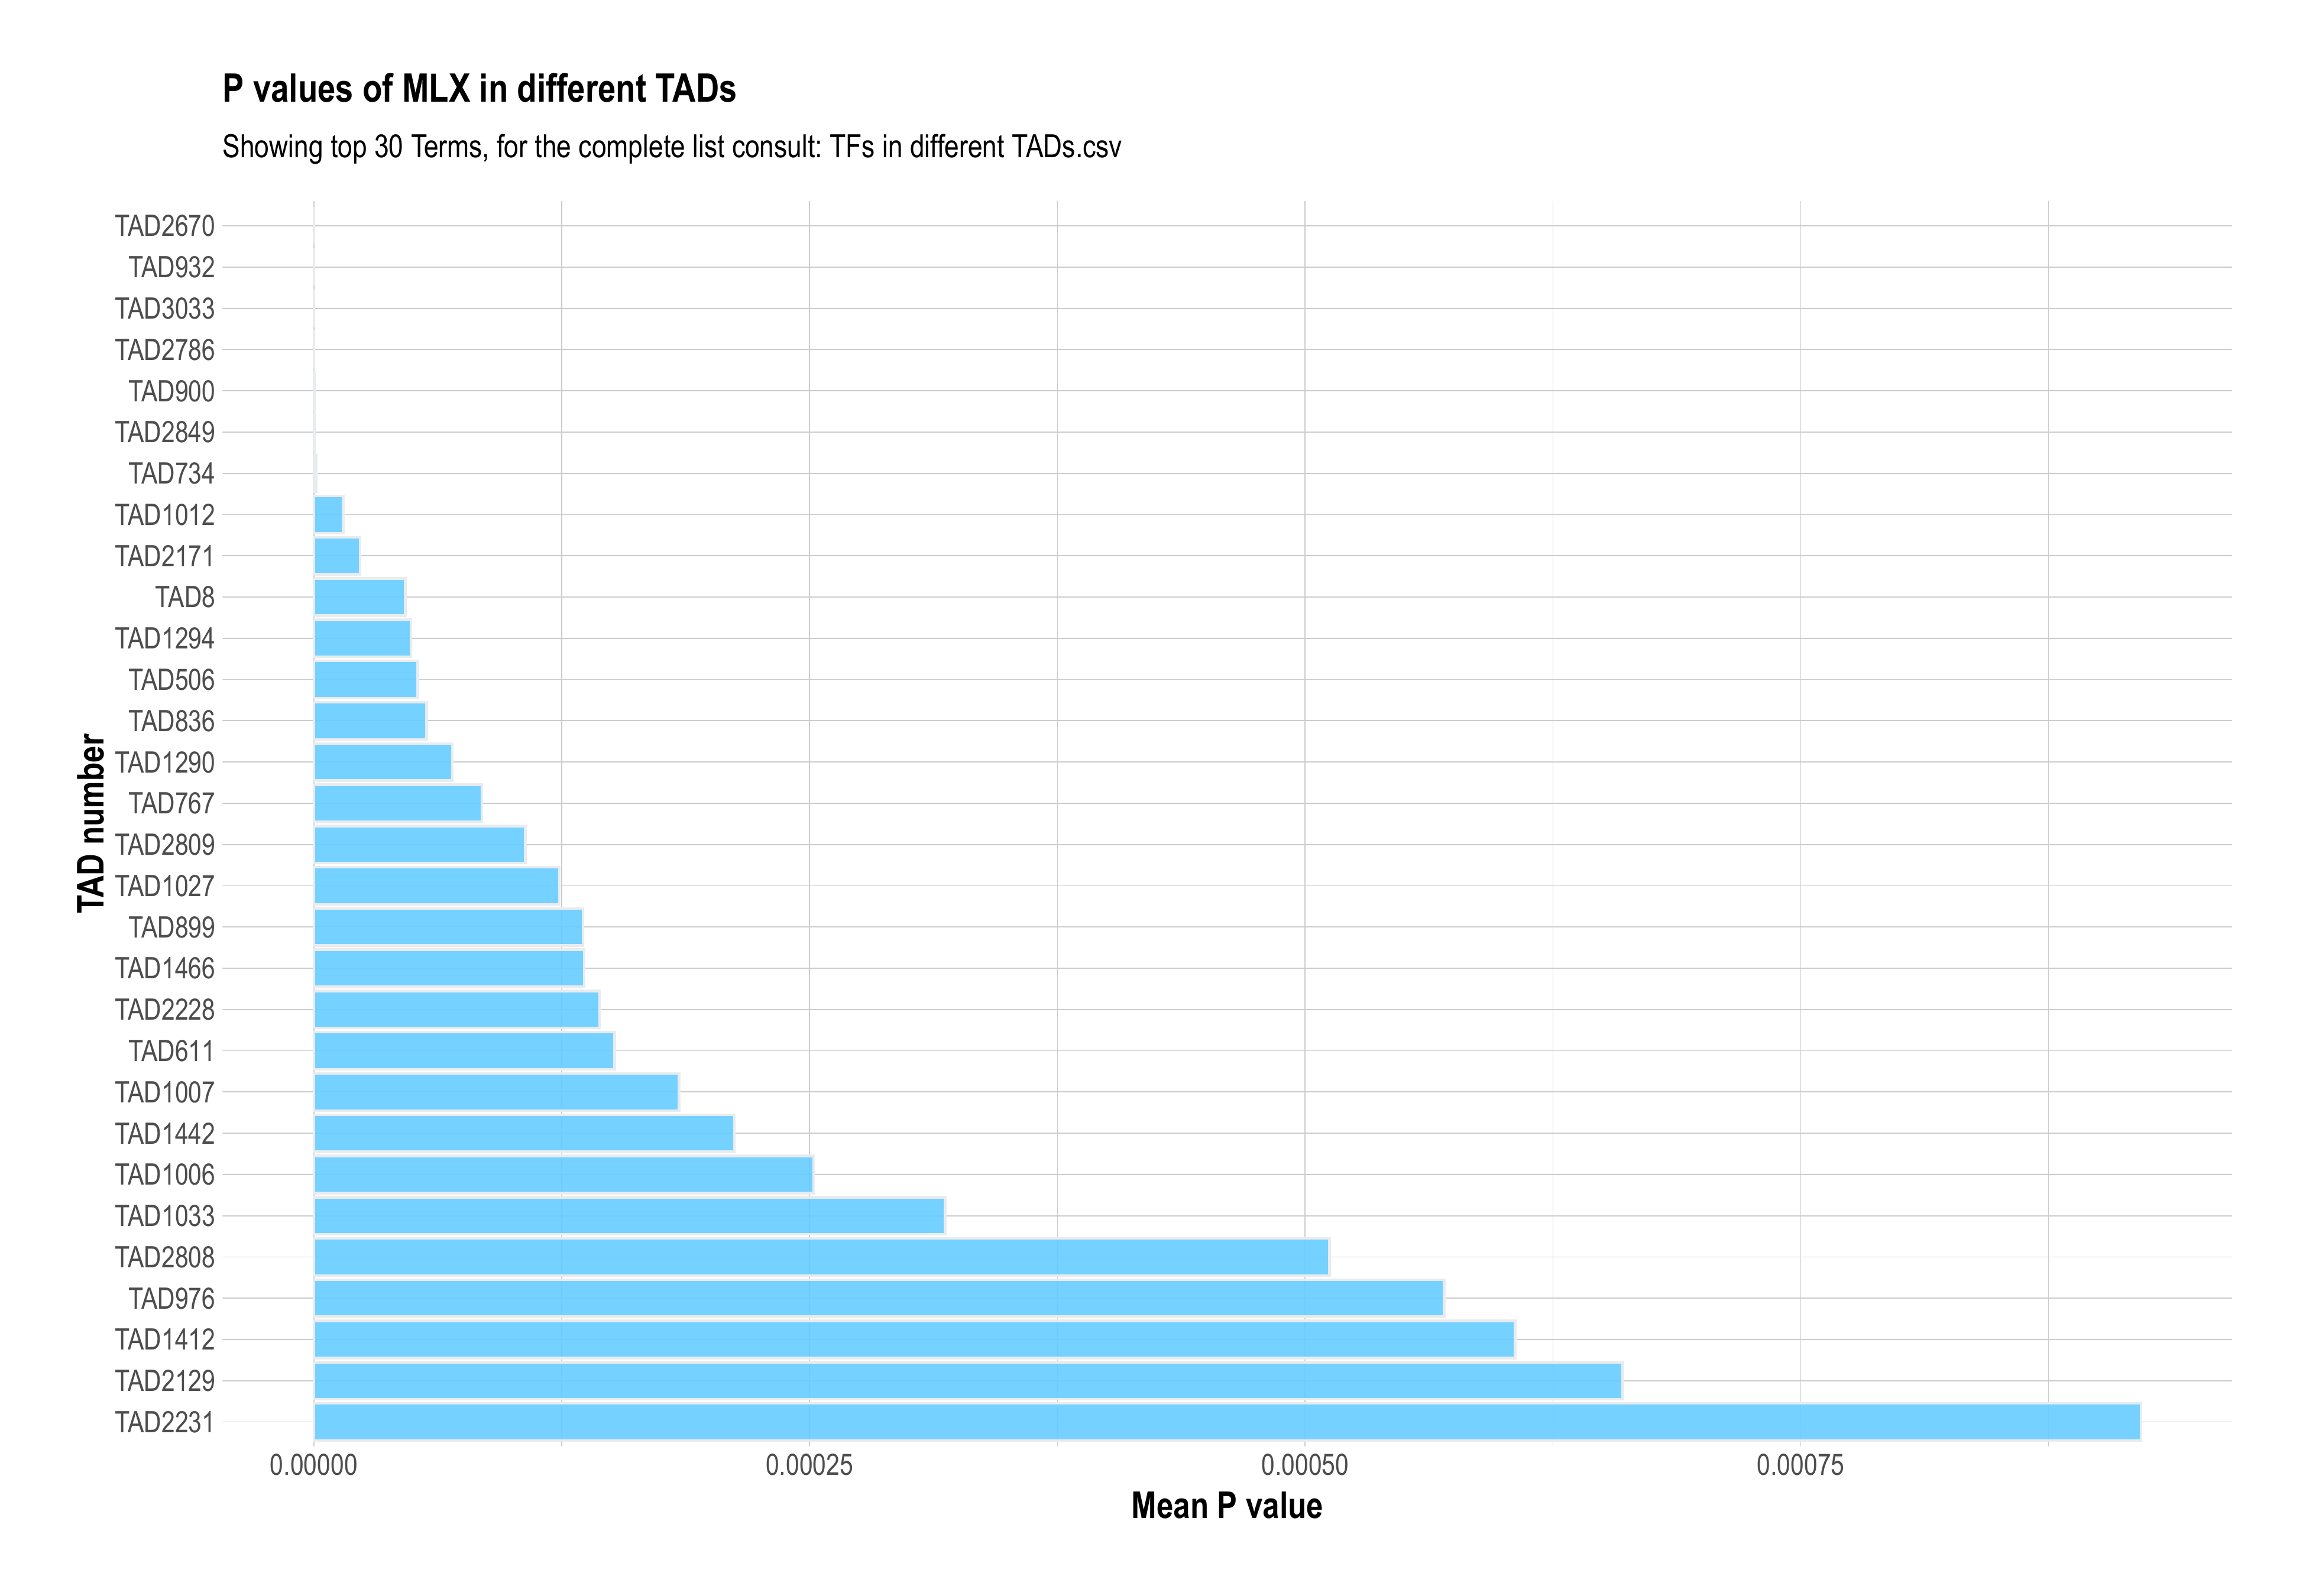 P values of MLX in different TADs
Showing top 30 Terms, for the complete list consult: TFs in different TADs.csv
TAD number
TAD2670
TAD932
TAD3033
TAD2786
TAD900
TAD2849
TAD734
TAD1012
TAD2171
TAD8
TAD1294
TAD506
TAD836
TAD1290
TAD767
TAD2809
TAD1027
TAD899
TAD1466
TAD2228
TAD611
TAD1007
TAD1442
TAD1006
TAD1033
TAD2808
TAD976
TAD1412
TAD2129
TAD2231
0.00000 0.00025 0.00050 0.00075
Mean P value